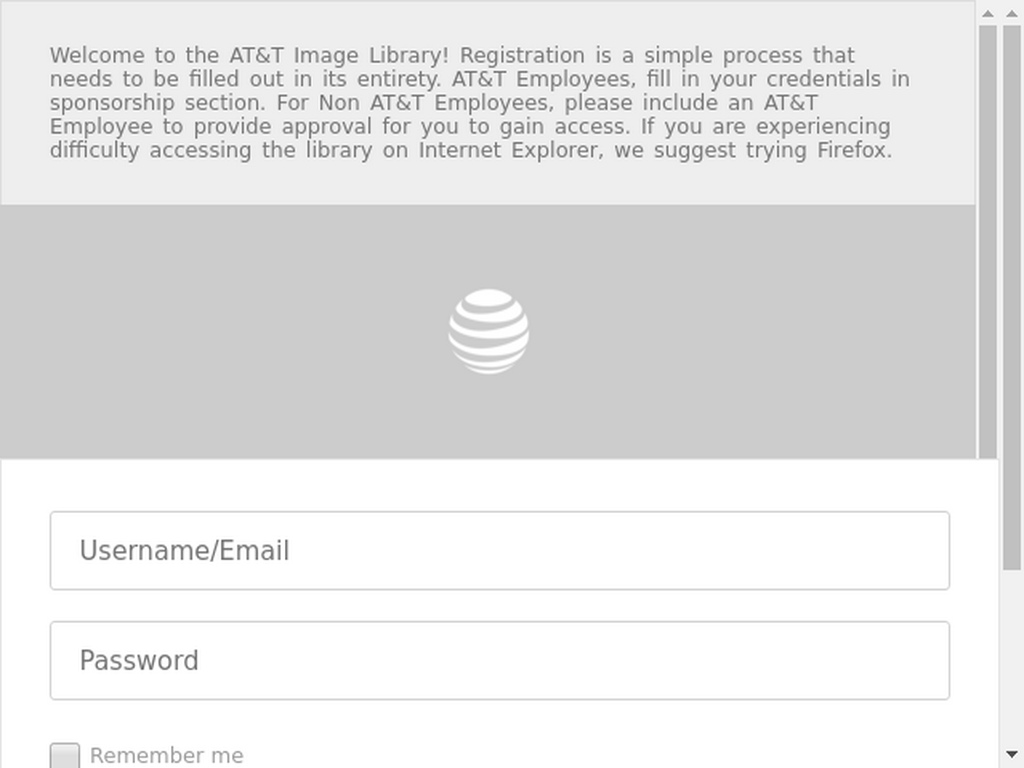 Welcome to the AT&T Image Library! Registration is a simple process that
needs to be filled out in its entirety. AT&T Employees, fill in your credentials in
sponsorship section. For Non AT&T Employees, please include an AT&T
Employee to provide approval for you to gain access. If you are experiencing
difficulty accessing the library on Internet Explorer, we suggest trying Firefox.
Username/Email
Password
Remember me